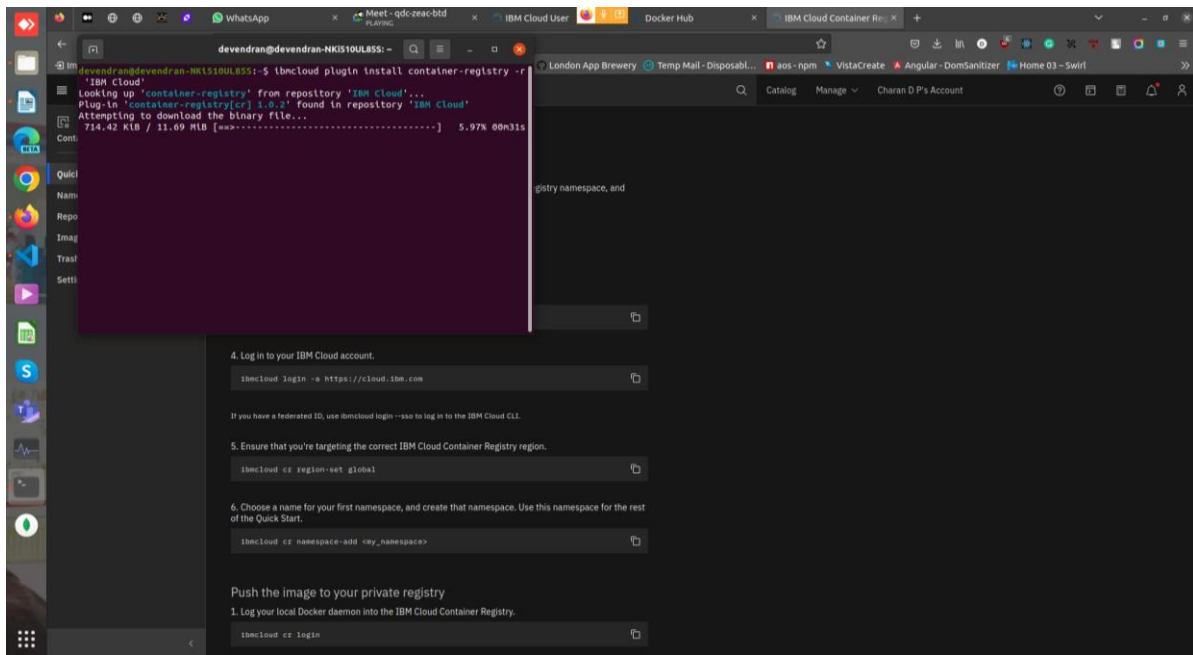 WhatsApp
Meet - qdc-zeac-btd
PLAYING
IBM Cloud User
Docker Hub
IBM Cloud Container Reg
devendran@devendran-NKi510UL85S: ~
London App Brewery
Temp Mail - Disposabl...
aos - npm
VistaCreate
Angular - DomSanitizer
Home 03 – Swirl
devendran@devendran-NKi510UL85S:~$ ibmcloud plugin install container-registry -r
'IBM Cloud'
Looking up 'container-registry' from repository 'IBM Cloud'...
Plug-in 'container-registry[cr] 1.0.2' found in repository 'IBM Cloud'
Attempting to download the binary file...
714.42 KiB / 11.69 MiB [==>------------------------------------] 5.97% 00m31s
Catalog
Manage
Charan D P's Account
BETA
Cont
Quic
Nam
Repo
Imag
Tras
Setti
gistry namespace, and
4. Log in to your IBM Cloud account.
ibmcloud login -a https://cloud.ibm.com
If you have a federated ID, use ibmcloud login --sso to log in to the IBM Cloud CLI.
5. Ensure that you're targeting the correct IBM Cloud Container Registry region.
ibmcloud cr region-set global
6. Choose a name for your first namespace, and create that namespace. Use this namespace for the rest
of the Quick Start.
ibmcloud cr namespace-add <my_namespace>
Push the image to your private registry
1. Log your local Docker daemon into the IBM Cloud Container Registry.
ibmcloud cr login